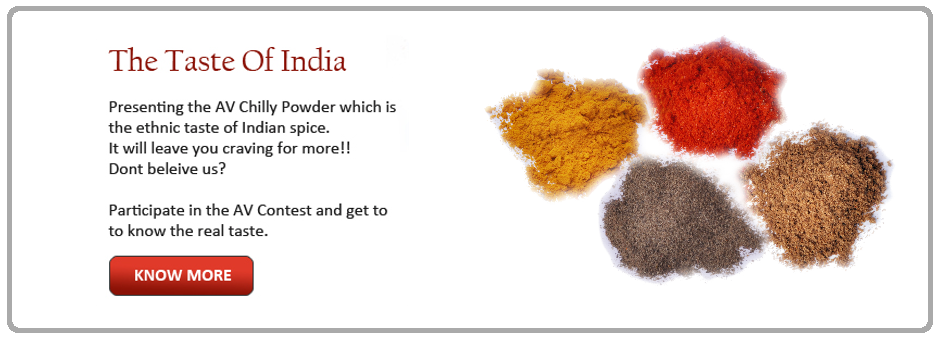 The Taste Of India
Presenting the AV Chilly Powder which is
the ethnic taste of Indian spice.
It will leave you craving for more!!
Dont beleive us?
Participate in the AV Contest and get to
to know the real taste.
KNOW MORE